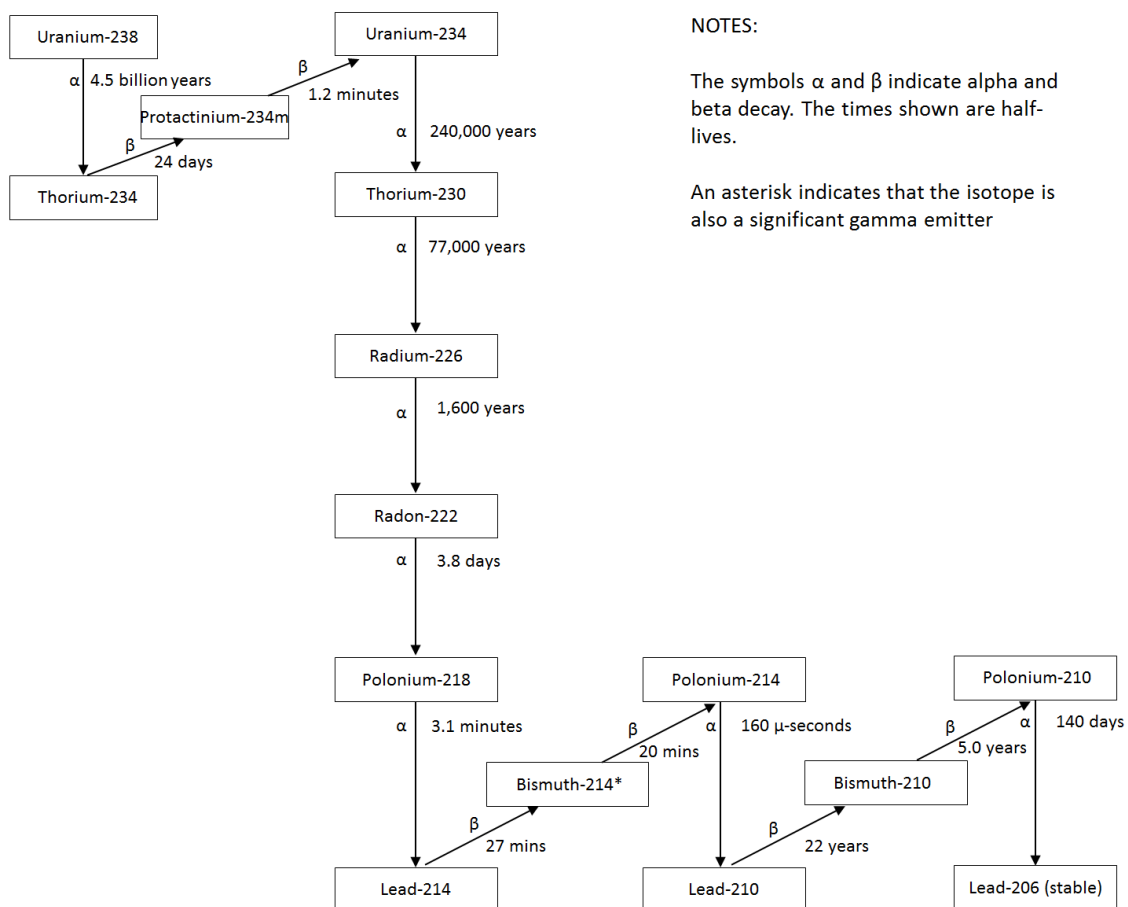 Uranium-238
Uranium-234
NOTES:
α 4.5 billion years
β
1.2 minutes
The symbols α and β indicate alpha and
beta decay. The times shown are half-
lives.
Protactinium-234m
β
24 days
α 240,000 years
Thorium-234
Thorium-230
An asterisk indicates that the isotope is
also a significant gamma emitter
α 77,000 years
Radium-226
α 1,600 years
Radon-222
α 3.8 days
Polonium-218
Polonium-214
Polonium-210
α 3.1 minutes
β
20 mins
α 160 μ-seconds
β
5.0 years
α 140 days
Bismuth-214*
Bismuth-210
β
27 mins
β
22 years
Lead-214
Lead-210
Lead-206 (stable)